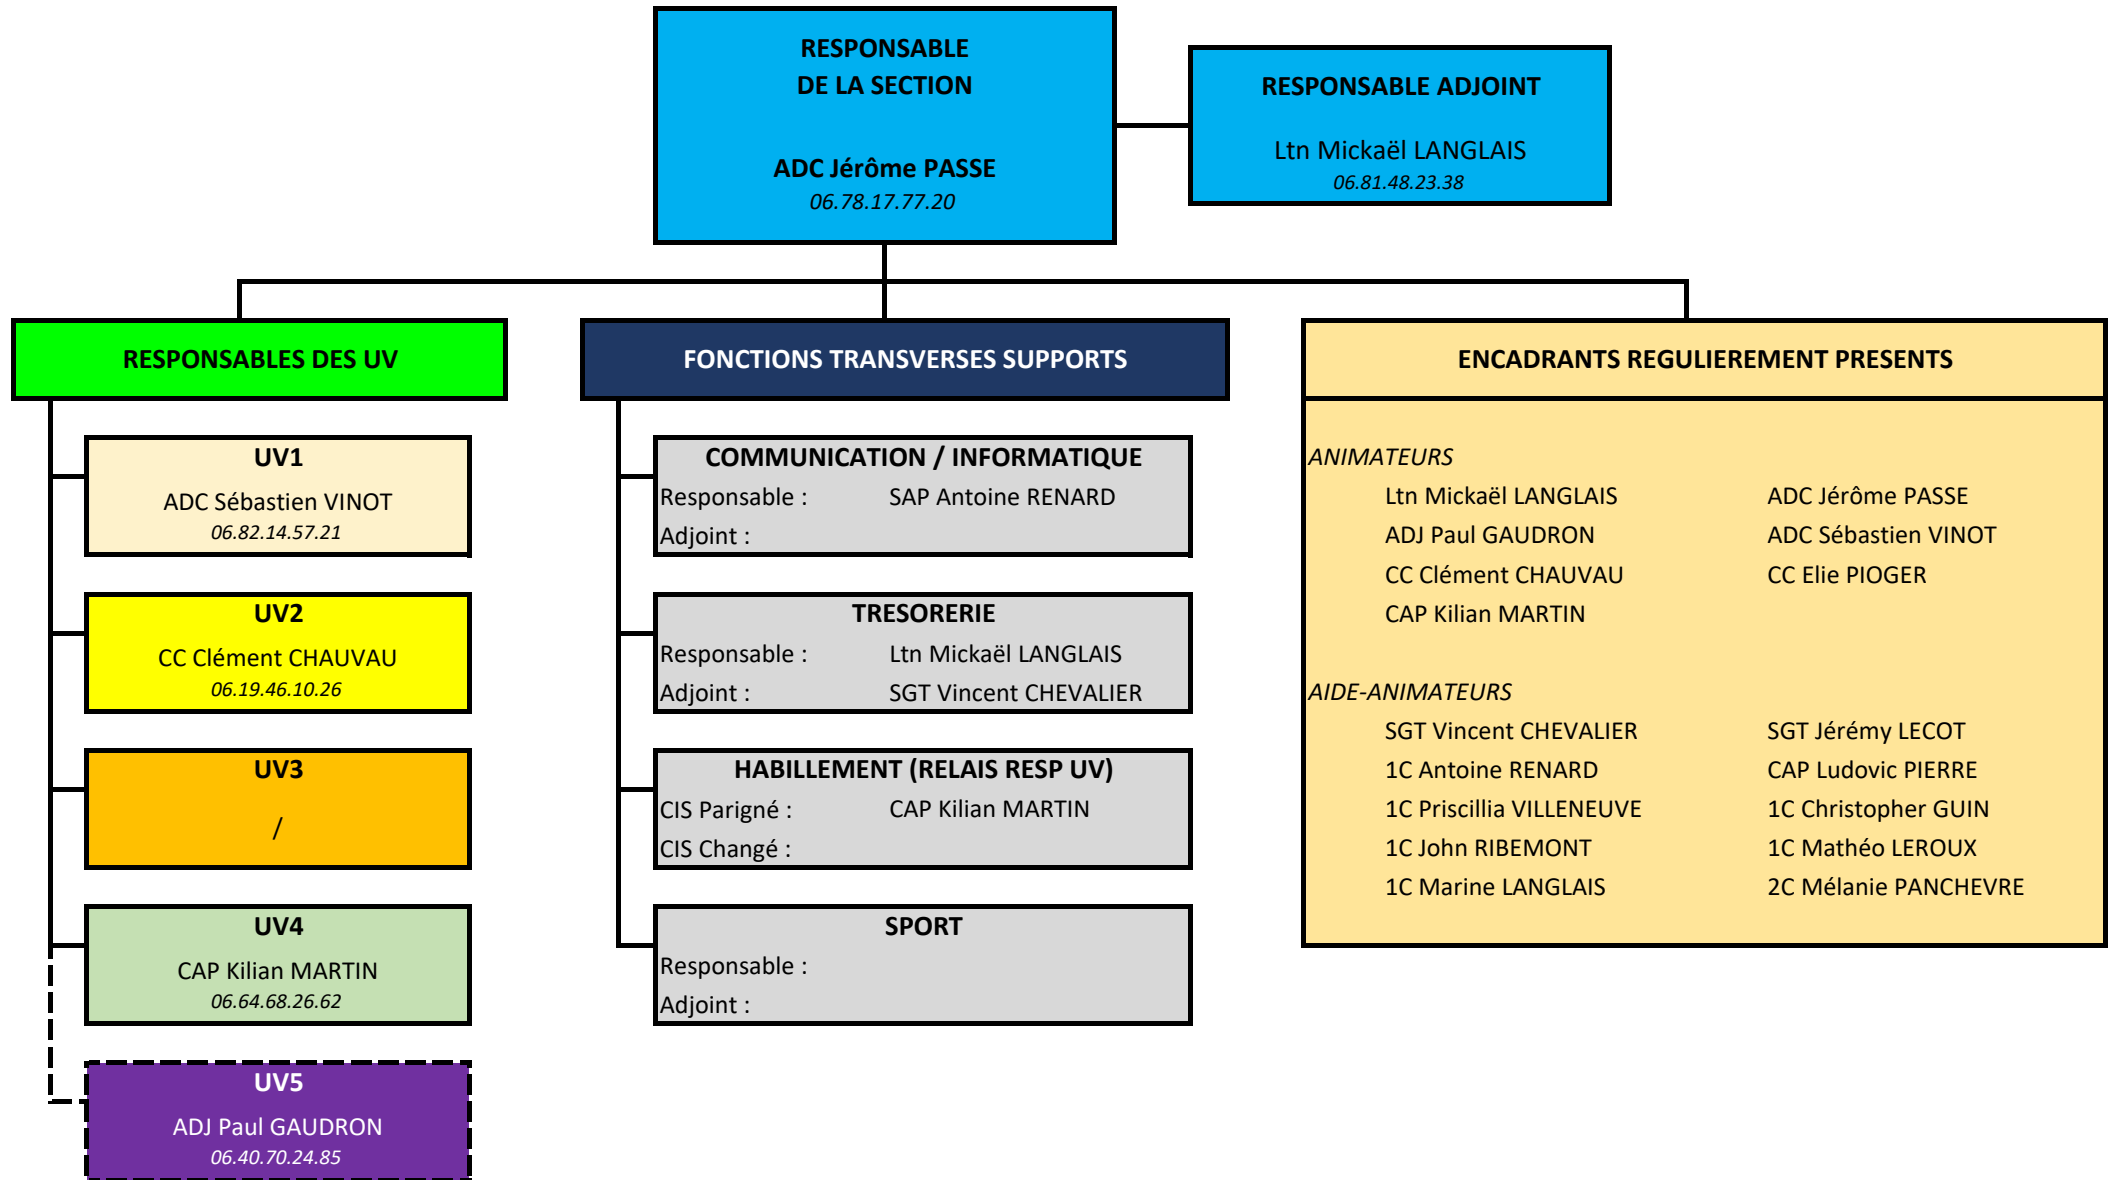 RESPONSABLE
DE LA SECTION
ADC Jérôme PASSE
06.78.17.77.20
RESPONSABLE ADJOINT
Ltn Mickaël LANGLAIS
06.81.48.23.38
RESPONSABLES DES UV
UV1
ADC Sébastien VINOT
06.82.14.57.21
UV2
CC Clément CHAUVAU
06.19.46.10.26
UV3
/
UV4
CAP Kilian MARTIN
06.64.68.26.62
UV5
ADJ Paul GAUDRON
06.40.70.24.85
FONCTIONS TRANSVERSES SUPPORTS
COMMUNICATION / INFORMATIQUE
Responsable : SAP Antoine RENARD
Adjoint :
TRESORERIE
Responsable : Ltn Mickaël LANGLAIS
Adjoint : SGT Vincent CHEVALIER
HABILLEMENT (RELAIS RESP UV)
CIS Parigné : CAP Kilian MARTIN
CIS Changé :
SPORT
Responsable :
Adjoint :
ENCADRANTS REGULIEREMENT PRESENTS
ANIMATEURS
Ltn Mickaël LANGLAIS ADC Jérôme PASSE
ADJ Paul GAUDRON ADC Sébastien VINOT
CC Clément CHAUVAU CC Elie PIOGER
CAP Kilian MARTIN
AIDE-ANIMATEURS
SGT Vincent CHEVALIER SGT Jérémy LECOT
1C Antoine RENARD CAP Ludovic PIERRE
1C Priscillia VILLENEUVE 1C Christopher GUIN
1C John RIBEMONT 1C Mathéo LEROUX
1C Marine LANGLAIS 2C Mélanie PANCHEVRE